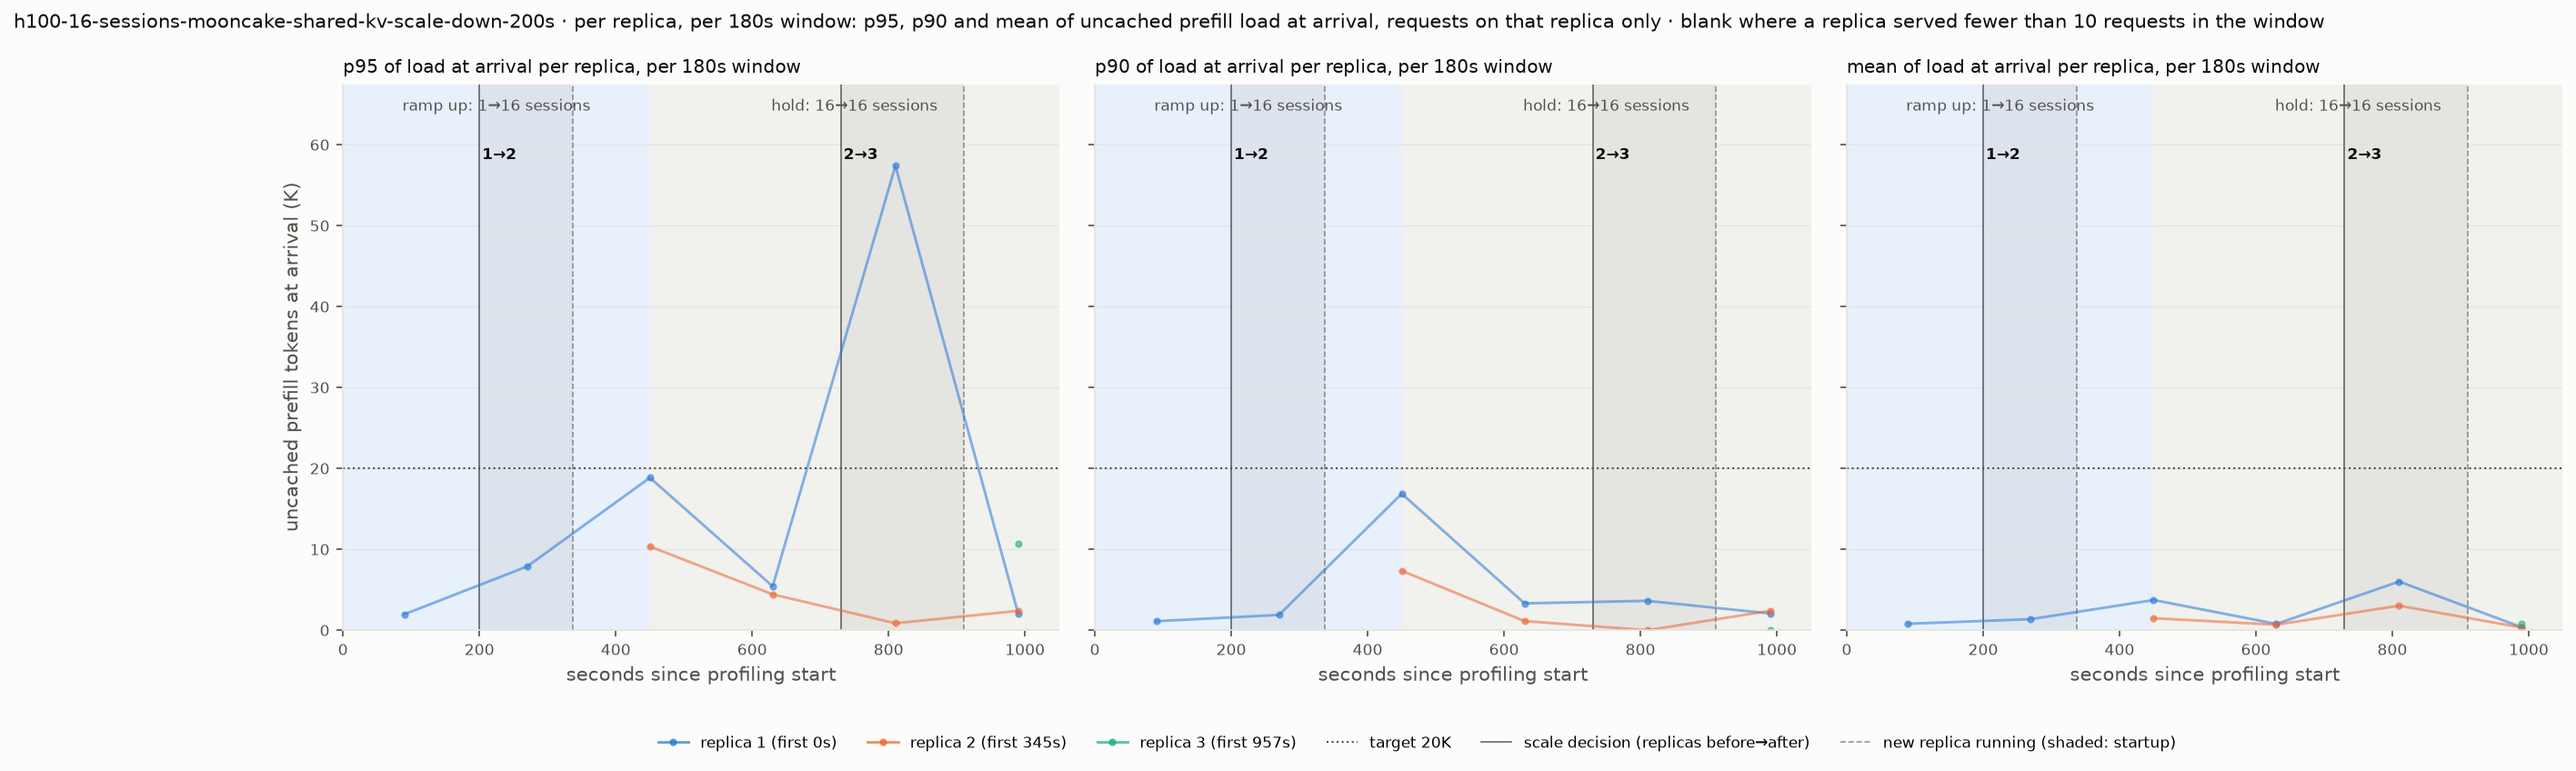 h100-16-sessions-mooncake-shared-kv-scale-down-200s · per replica, per 180s window: p95, p90 and mean of uncached prefill load at arrival, requests on that replica only · blank where a replica served fewer than 10 requests in the window
p95 of load at arrival per replica, per 180s window
ramp up: 1→16 sessions
hold: 16→16 sessions
1→2
2→3
uncached prefill tokens at arrival (K)
60
50
40
30
20
10
0
0 200 400 600 800 1000
seconds since profiling start
p90 of load at arrival per replica, per 180s window
ramp up: 1→16 sessions
hold: 16→16 sessions
1→2
2→3
0 200 400 600 800 1000
seconds since profiling start
mean of load at arrival per replica, per 180s window
ramp up: 1→16 sessions
hold: 16→16 sessions
1→2
2→3
0 200 400 600 800 1000
seconds since profiling start
replica 1 (first 0s) replica 2 (first 345s) replica 3 (first 957s) target 20K scale decision (replicas before→after) new replica running (shaded: startup)